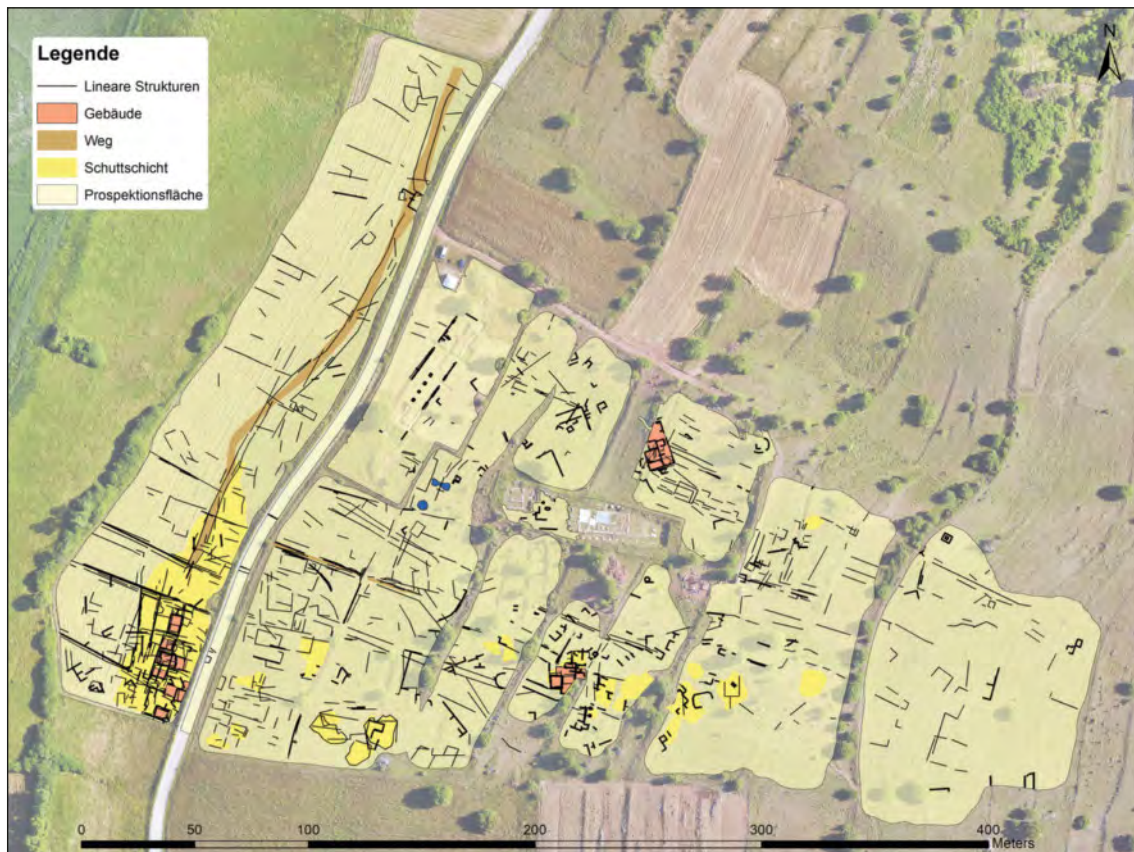 Legende
Lineare Strukturen
Gebäude
Weg
Schuttschicht
Prospektionsfläche
N
0 50 100 200 300 400
Meters